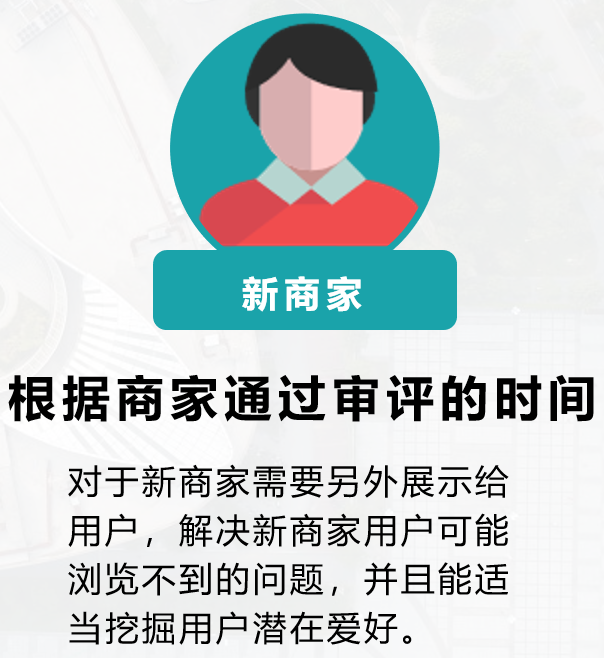 新商家
根据商家通过审评的时间
对于新商家需要另外展示给
用户，解决新商家用户可能
浏览不到的问题，并且能适
当挖掘用户潜在爱好。